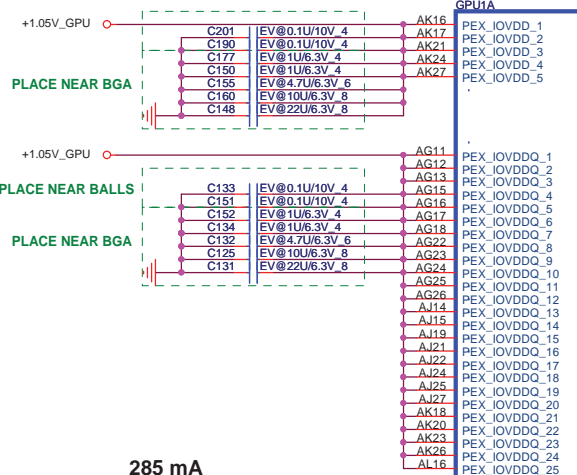 GPU1A
+1.05V_GPU
AK16 PEX_IOVDD_1
C201 EV@0.1U/10V_4 AK17 PEX_IOVDD_2
C190 EV@0.1U/10V_4 AK21 PEX_IOVDD_3
C177 EV@1U/6.3V_4 AK24 PEX_IOVDD_4
C150 EV@1U/6.3V_4 AK27 PEX_IOVDD_5
PLACE NEAR BGA
C155 EV@4.7U/6.3V_6
C160 EV@10U/6.3V_8
C148 EV@22U/6.3V_8
+1.05V_GPU
AG11 PEX_IOVDDQ_1
AG12 PEX_IOVDDQ_2
AG13 PEX_IOVDDQ_3
PLACE NEAR BALLS
C133 EV@0.1U/10V_4 AG15 PEX_IOVDDQ_4
C151 EV@0.1U/10V_4 AG16 PEX_IOVDDQ_5
C152 EV@1U/6.3V_4 AG17 PEX_IOVDDQ_6
C134 EV@1U/6.3V_4 AG18 PEX_IOVDDQ_7
PLACE NEAR BGA
C132 EV@4.7U/6.3V_6 AG22 PEX_IOVDDQ_8
C125 EV@10U/6.3V_8 AG23 PEX_IOVDDQ_9
C131 EV@22U/6.3V_8 AG24 PEX_IOVDDQ_10
AG25 PEX_IOVDDQ_11
AG26 PEX_IOVDDQ_12
AJ14 PEX_IOVDDQ_13
AJ15 PEX_IOVDDQ_14
AJ19 PEX_IOVDDQ_15
AJ21 PEX_IOVDDQ_16
AJ22 PEX_IOVDDQ_17
AJ24 PEX_IOVDDQ_18
AJ25 PEX_IOVDDQ_19
AJ27 PEX_IOVDDQ_20
AK18 PEX_IOVDDQ_21
AK20 PEX_IOVDDQ_22
AK23 PEX_IOVDDQ_23
AK26 PEX_IOVDDQ_24
AL16 PEX_IOVDDQ_25
285 mA